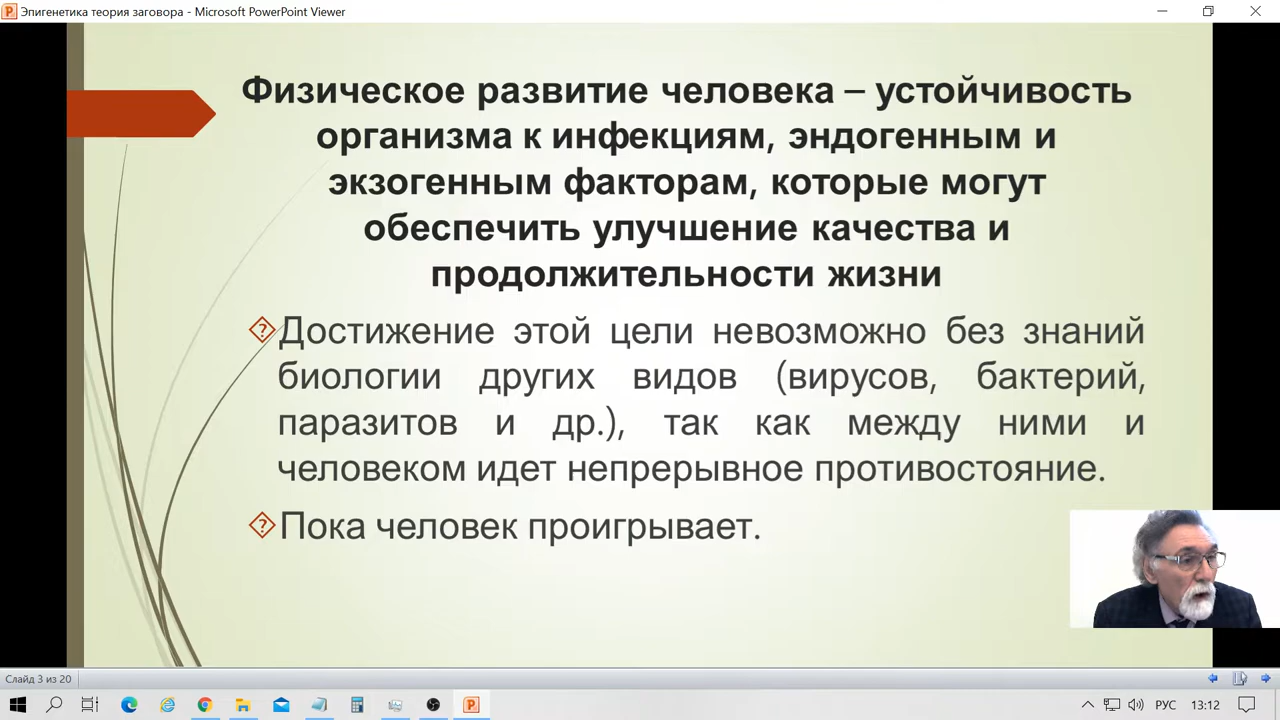 Эпигенетика теория заговора - Microsoft PowerPoint Viewer
Физическое развитие человека – устойчивость
организма к инфекциям, эндогенным и
экзогенным факторам, которые могут
обеспечить улучшение качества и
продолжительности жизни
Достижение этой цели невозможно без знаний
биологии других видов (вирусов, бактерий,
паразитов и др.), так как между ними и
человеком идет непрерывное противостояние.
Пока человек проигрывает.
Слайд 3 из 20
РУС 13:12